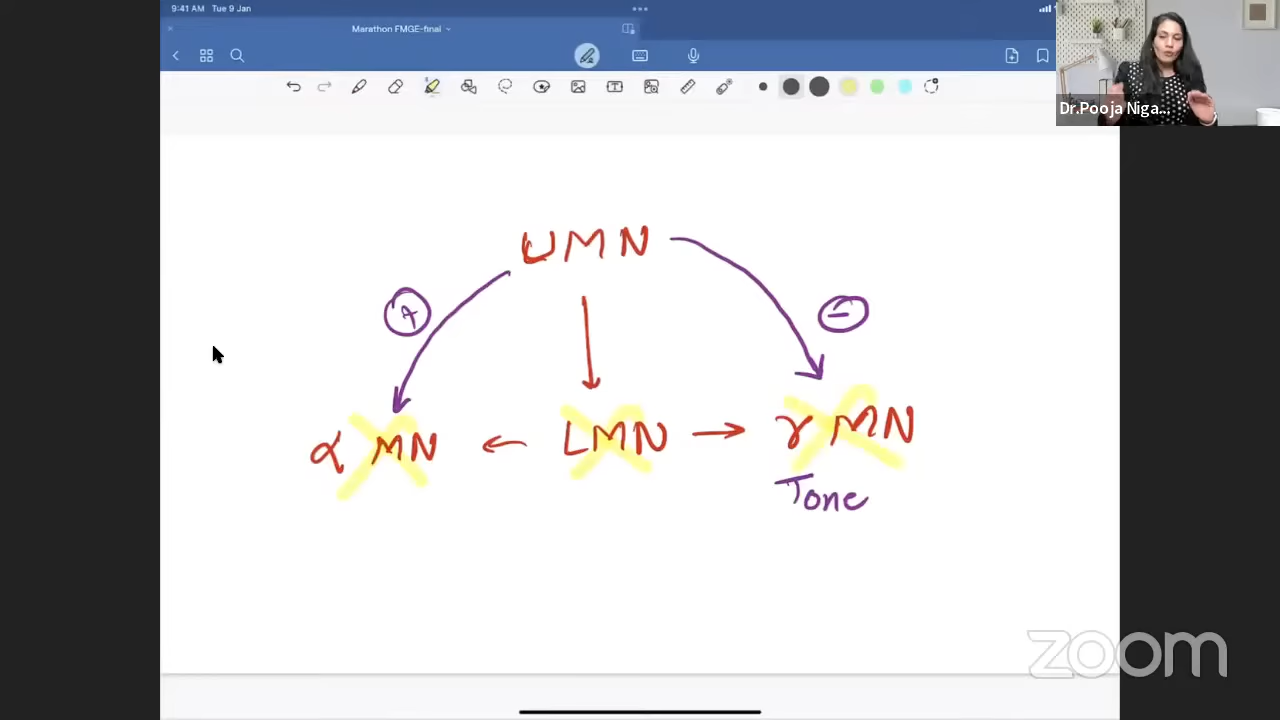 9:41 AM Tue 9 Jan
Marathon FMGE-final
Dr.Pooja Niga...
UMN
+
−
α MN ← LMN → γ MN
Tone
zoom